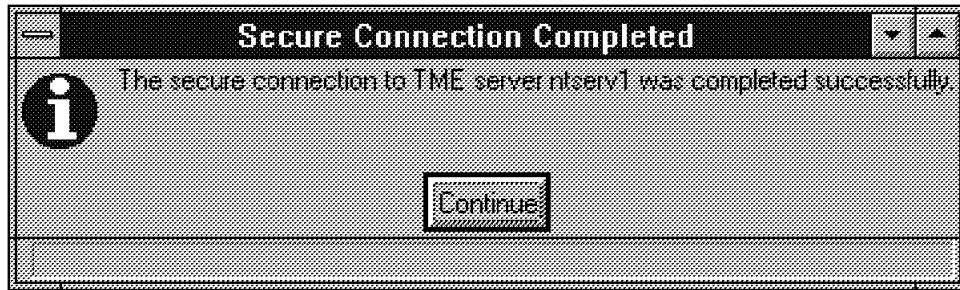 Secure Connection Completed
The secure connection to TME server ntserv1 was completed successfully.
Continue